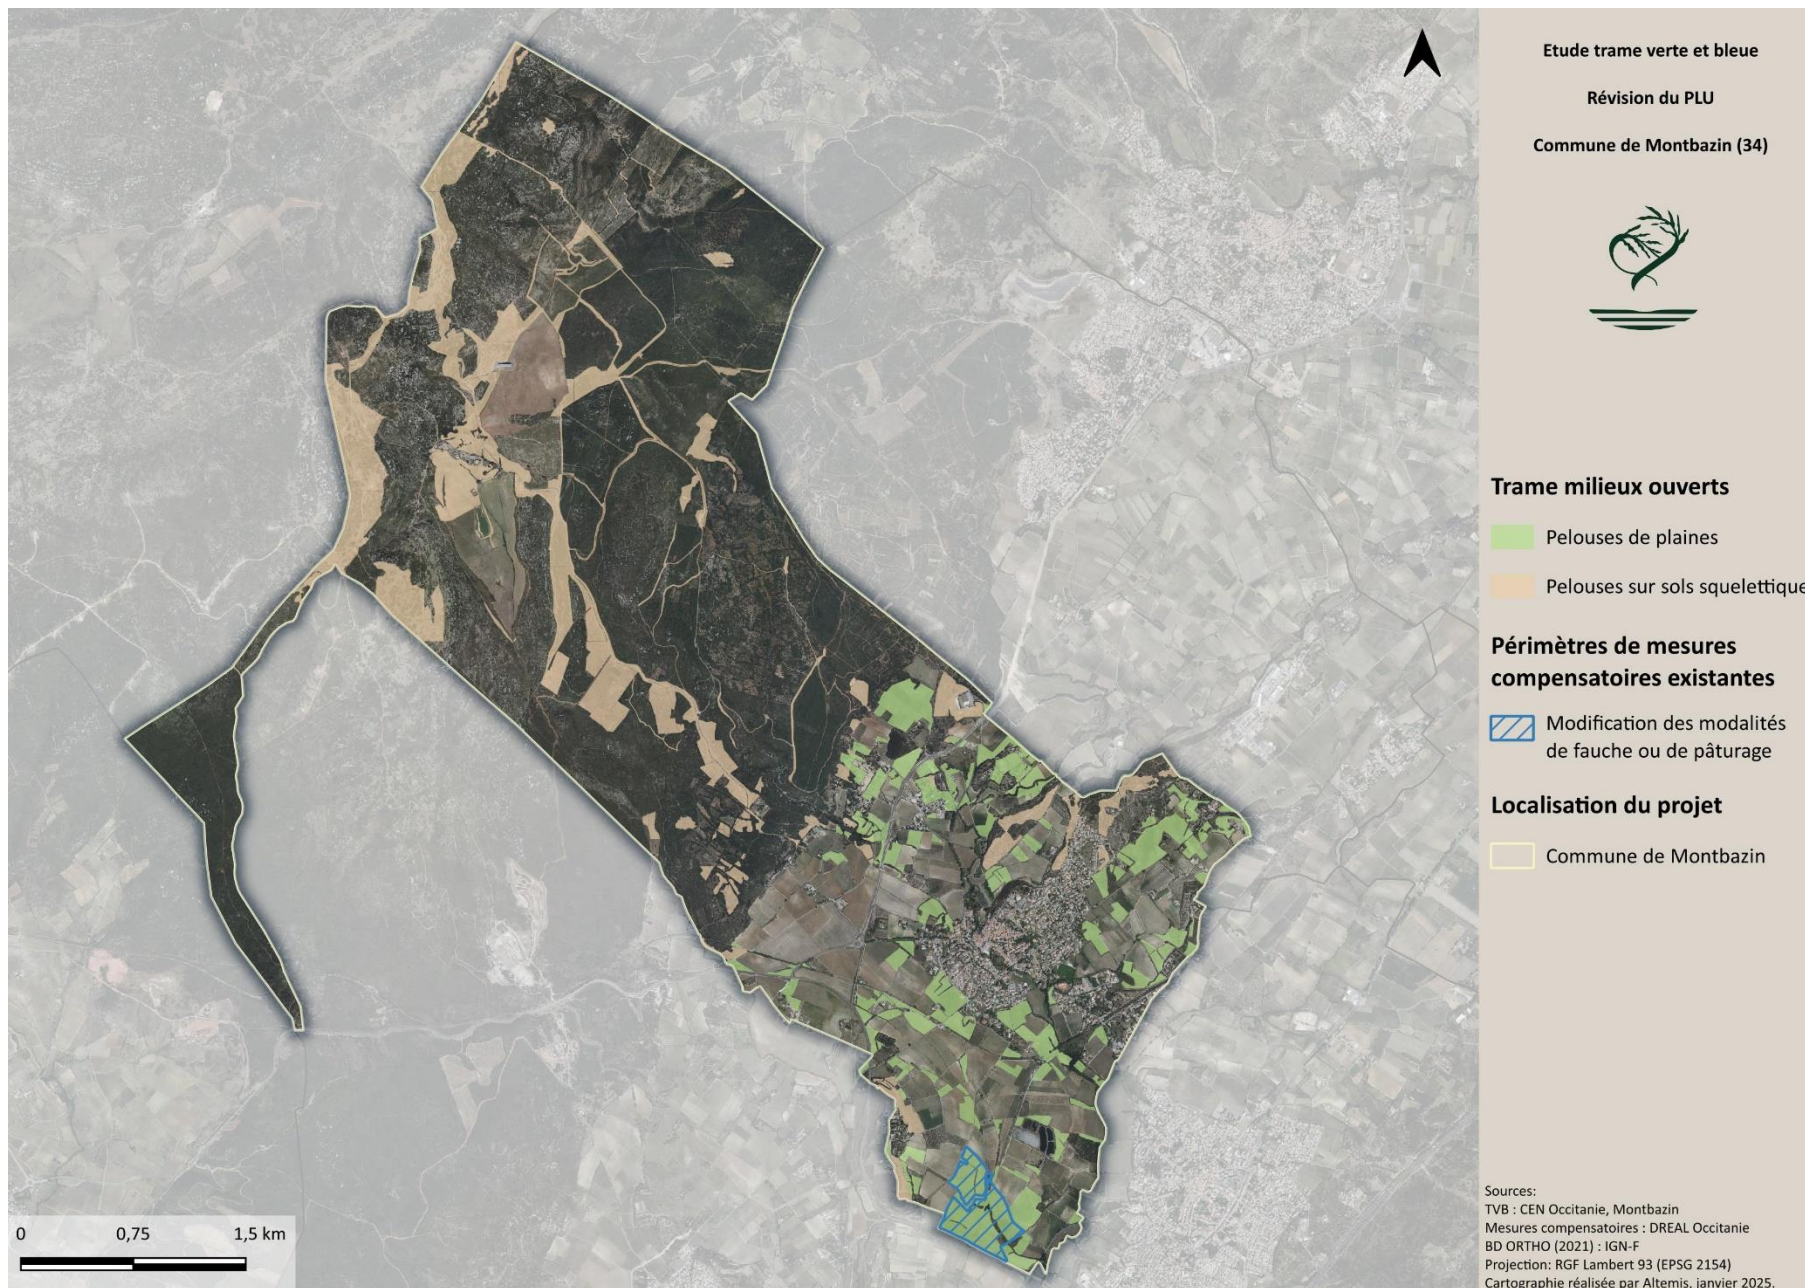 Etude trame verte et bleue
Révision du PLU
Commune de Montbazin (34)
Trame milieux ouverts
Pelouses de plaines
Pelouses sur sols squelettique
Périmètres de mesures
compensatoires existantes
Modification des modalités
de fauche ou de pâturage
Localisation du projet
Commune de Montbazin
Sources:
TVB : CEN Occitanie, Montbazin
Mesures compensatoires : DREAL Occitanie
BD ORTHO (2021) : IGN-F
Projection: RGF Lambert 93 (EPSG 2154)
Cartographie réalisée par Altemis, janvier 2025.
0 0,75 1,5 km